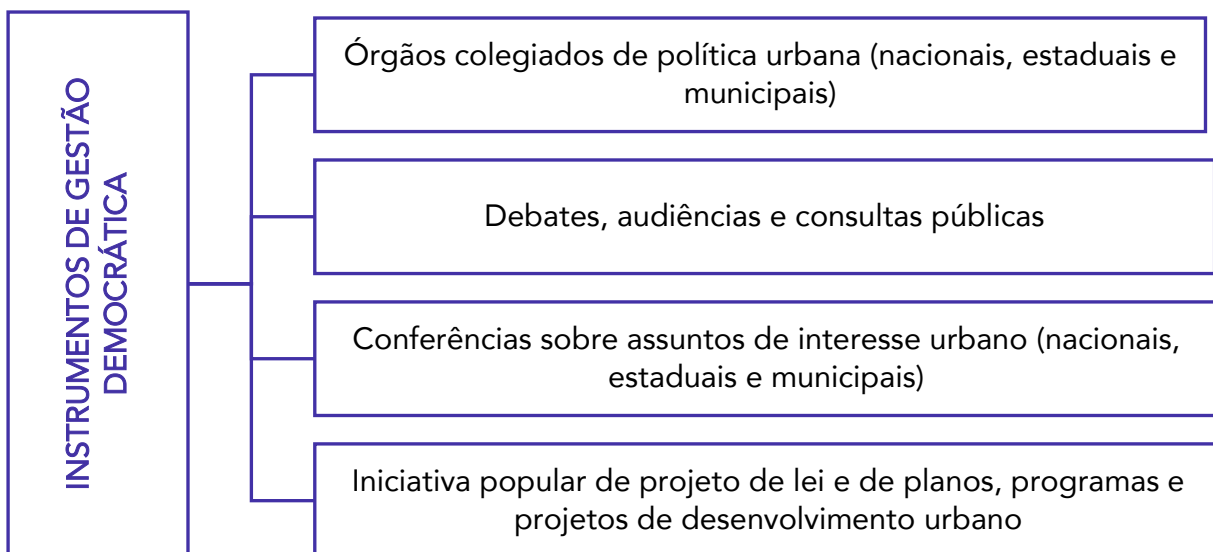 INSTRUMENTOS DE GESTÃO
DEMOCRÁTICA
Órgãos colegiados de política urbana (nacionais, estaduais e
municipais)
Debates, audiências e consultas públicas
Conferências sobre assuntos de interesse urbano (nacionais,
estaduais e municipais)
Iniciativa popular de projeto de lei e de planos, programas e
projetos de desenvolvimento urbano